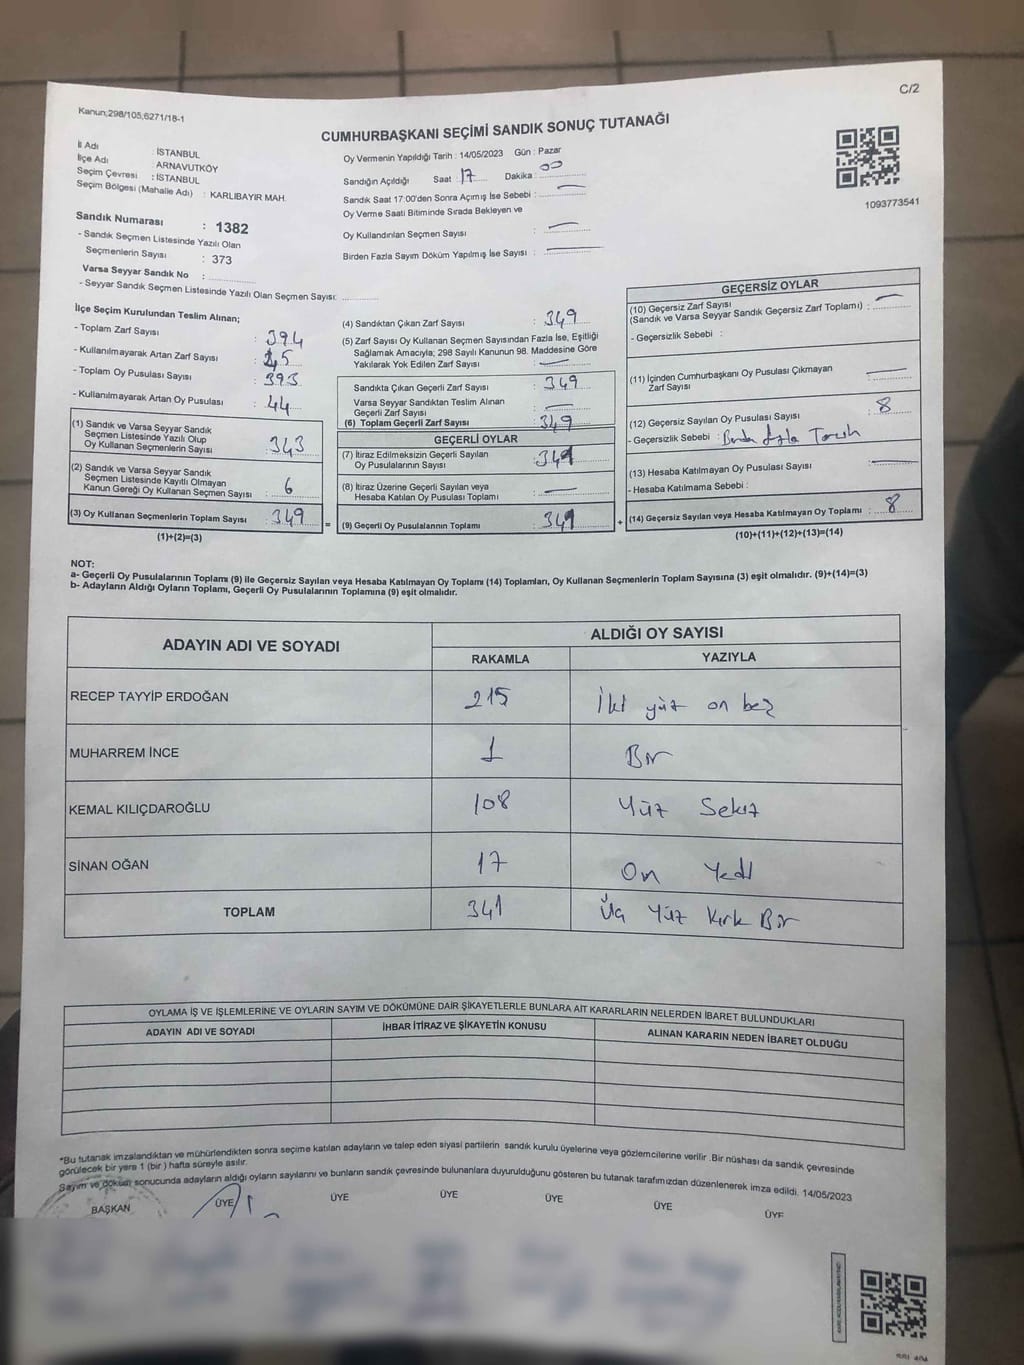 C/2
Kanun;298/105,6271/18-1
CUMHURBAŞKANI SEÇİMİ SANDIK SONUÇ TUTANAĞI
İl Adı İSTANBUL
İlçe Adı ARNAVUTKÖY
Seçim Çevresi : İSTANBUL
Seçim Bölgesi (Mahalle Adı) : KARLIBAYIR MAH.
Sandık Numarası : 1382
- Sandık Seçmen Listesinde Yazılı Olan
Seçmenlerin Sayısı : 373
Varsa Seyyar Sandık No :
- Seyyar Sandık Seçmen Listesinde Yazılı Olan Seçmen Sayısı:
Oy Vermenin Yapıldığı Tarih : 14/05/2023 Gün : Pazar
Sandığın Açıldığı Saat 17 Dakika : 00
Sandık Saat 17:00'den Sonra Açımış İse Sebebi : —
Oy Verme Saati Bitiminde Sırada Bekleyen ve
Oy Kullandırılan Seçmen Sayısı : —
Birden Fazla Sayım Döküm Yapılmış İse Sayısı : —
1093773541
İlçe Seçim Kurulundan Teslim Alınan;
- Toplam Zarf Sayısı : 394
- Kullanılmayarak Artan Zarf Sayısı : 45
- Toplam Oy Pusulası Sayısı : 393
- Kullanılmayarak Artan Oy Pusulası : 44
(1) Sandık ve Varsa Seyyar Sandık
Seçmen Listesinde Yazılı Olup
Oy Kullanan Seçmenlerin Sayısı : 343
(2) Sandık ve Varsa Seyyar Sandık
Seçmen Listesinde Kayıtlı Olmayan
Kanun Gereği Oy Kullanan Seçmen Sayısı : 6
(3) Oy Kullanan Seçmenlerin Toplam Sayısı : 349
(1)+(2)=(3)
=
(4) Sandıktan Çıkan Zarf Sayısı : 349
(5) Zarf Sayısı Oy Kullanan Seçmen Sayısından Fazla İse, Eşitliği
Sağlamak Amacıyla; 298 Sayılı Kanunun 98. Maddesine Göre
Yakılarak Yok Edilen Zarf Sayısı : —
Sandıkta Çıkan Geçerli Zarf Sayısı : 349
Varsa Seyyar Sandıktan Teslim Alınan
Geçerli Zarf Sayısı : —
(6) Toplam Geçerli Zarf Sayısı : 349
GEÇERLİ OYLAR
(7) İtiraz Edilmeksizin Geçerli Sayılan
Oy Pusulalarının Sayısı : 341
(8) İtiraz Üzerine Geçerli Sayılan veya
Hesaba Katılan Oy Pusulası Toplamı : —
(9) Geçerli Oy Pusulalarının Toplamı : 341
+
GEÇERSİZ OYLAR
(10) Geçersiz Zarf Sayısı
(Sandık ve Varsa Seyyar Sandık Geçersiz Zarf Toplamı) : —
- Geçersizlik Sebebi :
(11) İçinden Cumhurbaşkanı Oy Pusulası Çıkmayan
Zarf Sayısı : —
(12) Geçersiz Sayılan Oy Pusulası Sayısı : 8
- Geçersizlik Sebebi : Birden fazla Tercih
(13) Hesaba Katılmayan Oy Pusulası Sayısı : —
- Hesaba Katılmama Sebebi :
(14) Geçersiz Sayılan veya Hesaba Katılmayan Oy Toplamı : 8
(10)+(11)+(12)+(13)=(14)
NOT:
a- Geçerli Oy Pusulalarının Toplamı (9) ile Geçersiz Sayılan veya Hesaba Katılmayan Oy Toplamı (14) Toplamları, Oy Kullanan Seçmenlerin Toplam Sayısına (3) eşit olmalıdır. (9)+(14)=(3)
b- Adayların Aldığı Oyların Toplamı, Geçerli Oy Pusulalarının Toplamına (9) eşit olmalıdır.
ADAYIN ADI VE SOYADI ALDIĞI OY SAYISI
RAKAMLA YAZIYLA
RECEP TAYYİP ERDOĞAN 215 İki yüz on beş
MUHARREM İNCE 1 Bir
KEMAL KILIÇDAROĞLU 108 Yüz Sekiz
SİNAN OĞAN 17 On Yedi
TOPLAM 341 Üç Yüz Kırk Bir
OYLAMA İŞ VE İŞLEMLERİNE VE OYLARIN SAYIM VE DÖKÜMÜNE DAİR ŞİKAYETLERLE BUNLARA AİT KARARLARIN NELERDEN İBARET BULUNDUKLARI
ADAYIN ADI VE SOYADI İHBAR İTİRAZ VE ŞİKAYETİN KONUSU ALINAN KARARIN NEDEN İBARET OLDUĞU
*Bu tutanak imzalandıktan ve mühürlendikten sonra seçime katılan adayların ve talep eden siyasi partilerin sandık kurulu üyelerine veya gözlemcilerine verilir .Bir nüshası da sandık çevresinde
görülecek bir yere 1 (bir ) hafta süreyle asılır.
Sayım ve döküm sonucunda adayların aldığı oyların sayılarını ve bunların sandık çevresinde bulunanlara duyurulduğunu gösteren bu tutanak tarafımızdan düzenlenerek imza edildi. 14/05/2023
BAŞKAN ÜYE ÜYE ÜYE ÜYE ÜYE ÜYE